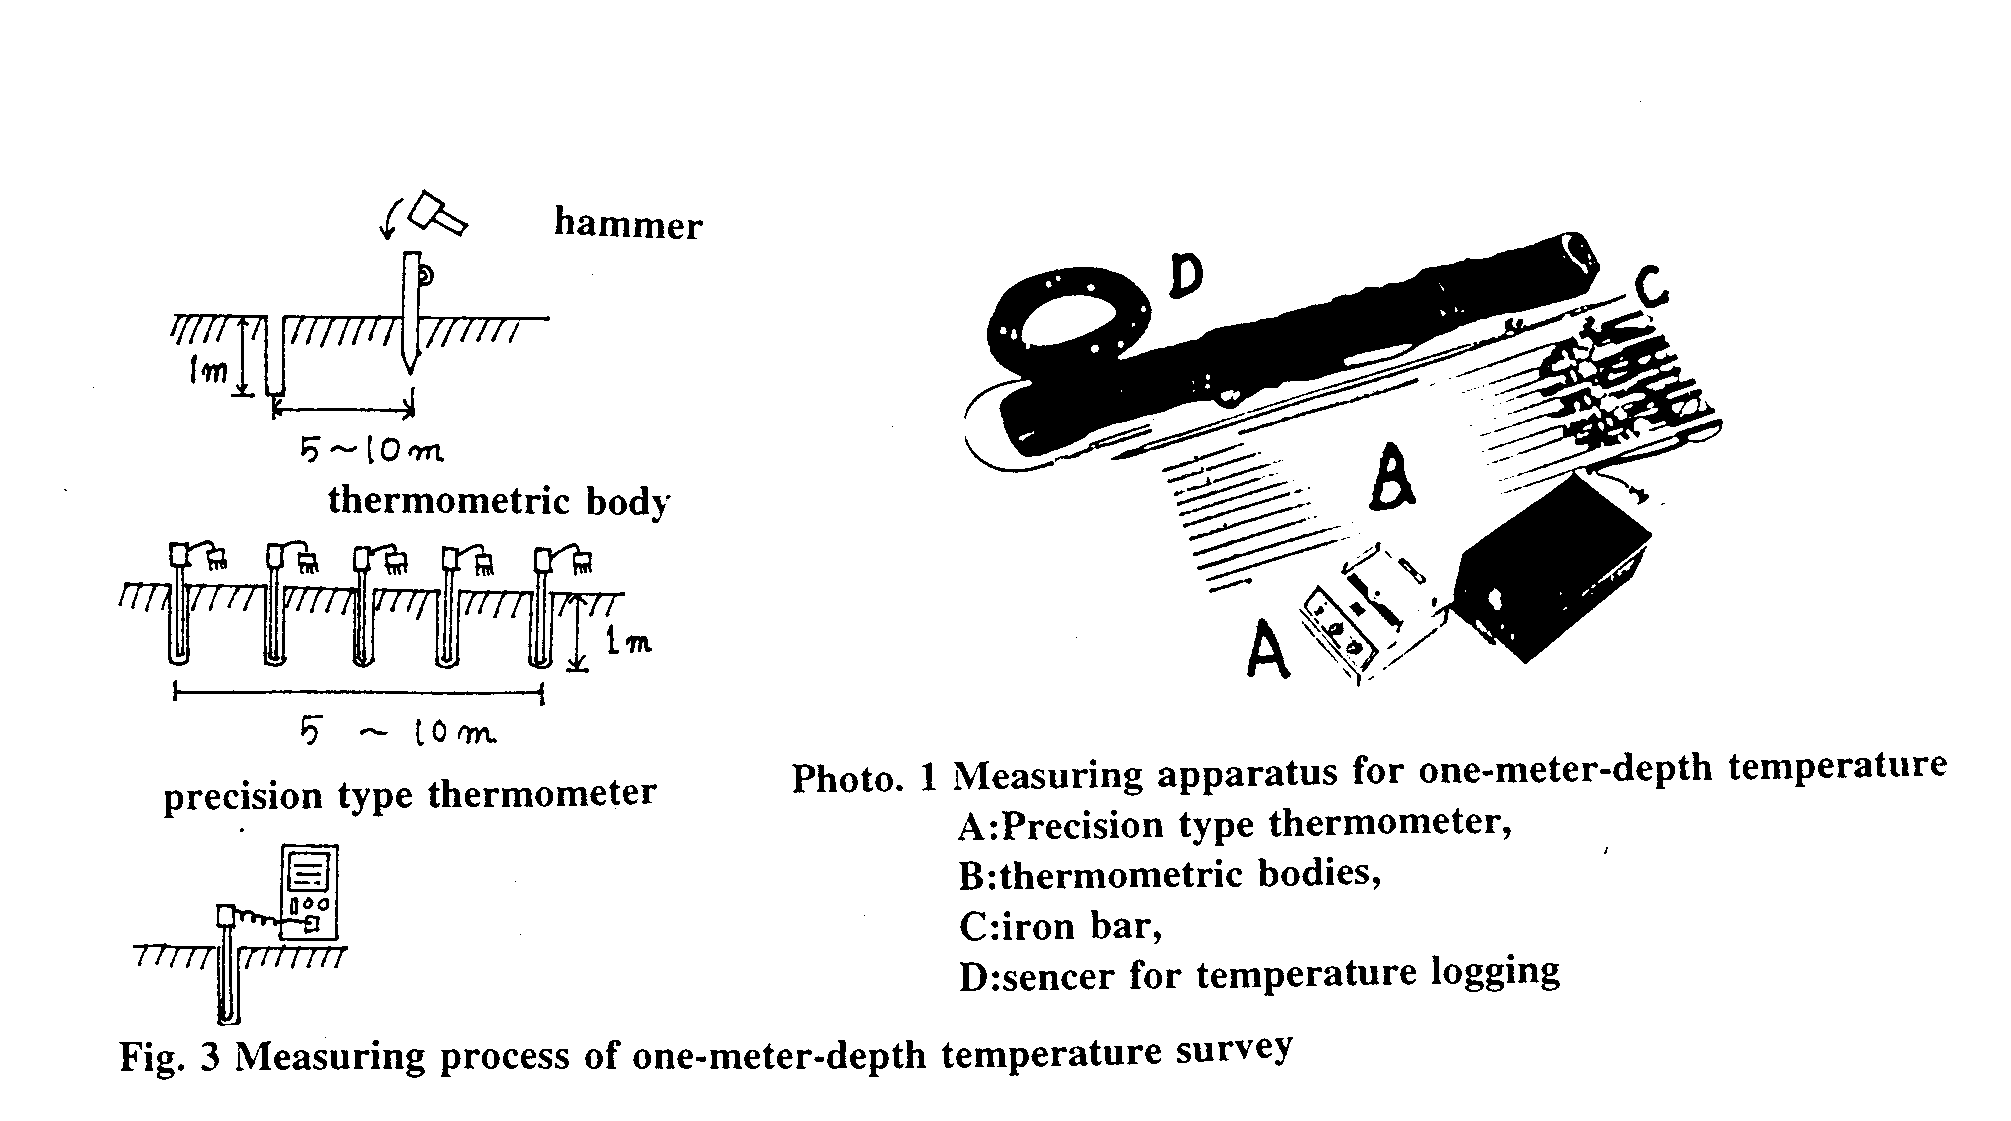 hammer
1m
5~10m
thermometric body
1m
5 ~ 10m
precision type thermometer
D
C
B
A
Photo. 1 Measuring apparatus for one-meter-depth temperature
A:Precision type thermometer,
B:thermometric bodies,
C:iron bar,
D:sencer for temperature logging
Fig. 3 Measuring process of one-meter-depth temperature survey